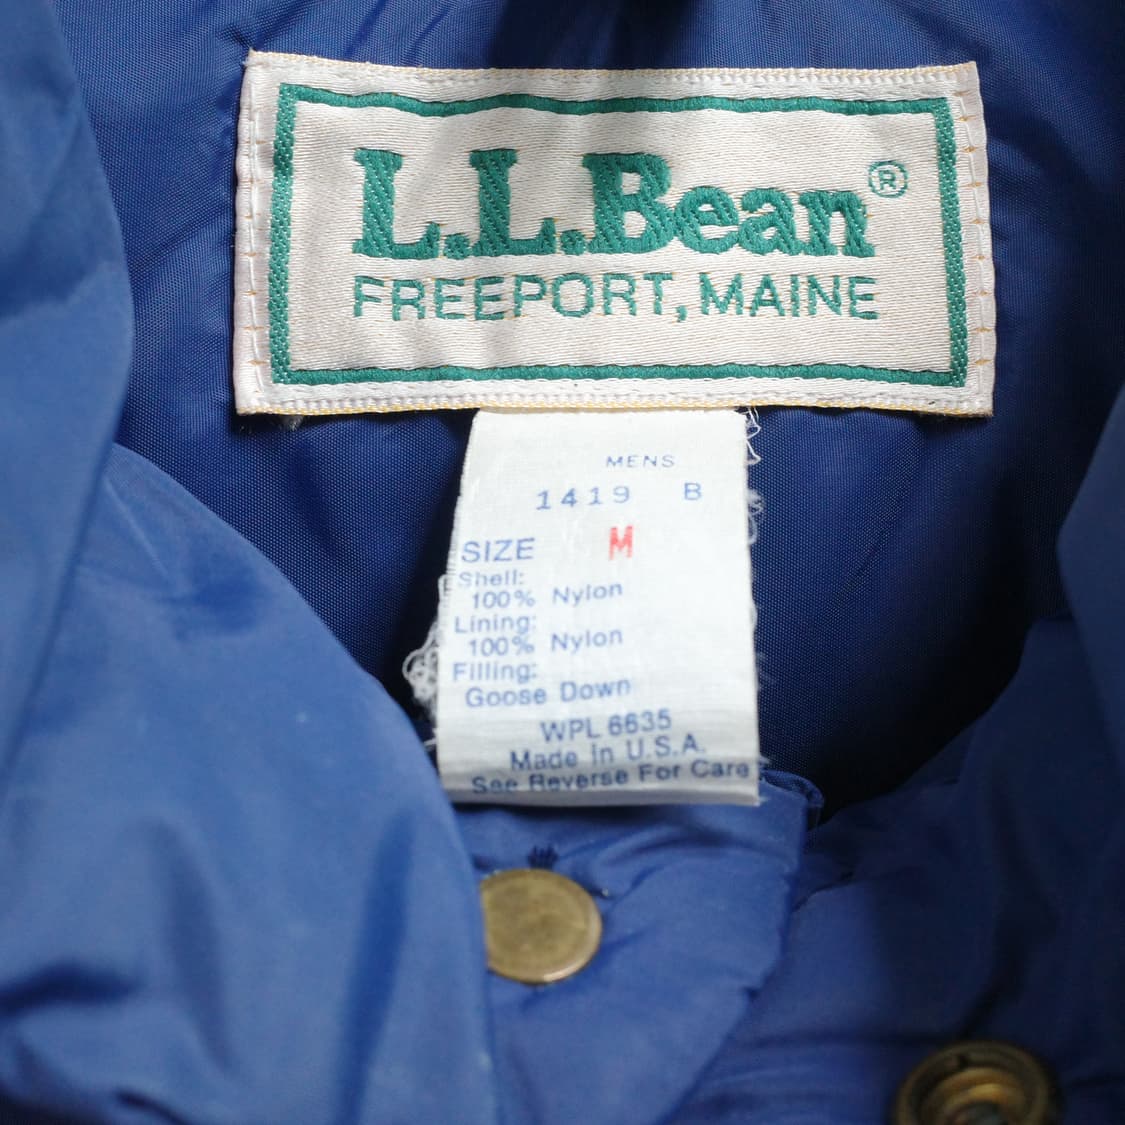 L.L.Bean®
FREEPORT, MAINE
MENS
1419 B
SIZE M
Shell:
100% Nylon
Lining:
100% Nylon
Filling:
Goose Down
WPL 6635
Made In U.S.A.
See Reverse For Care